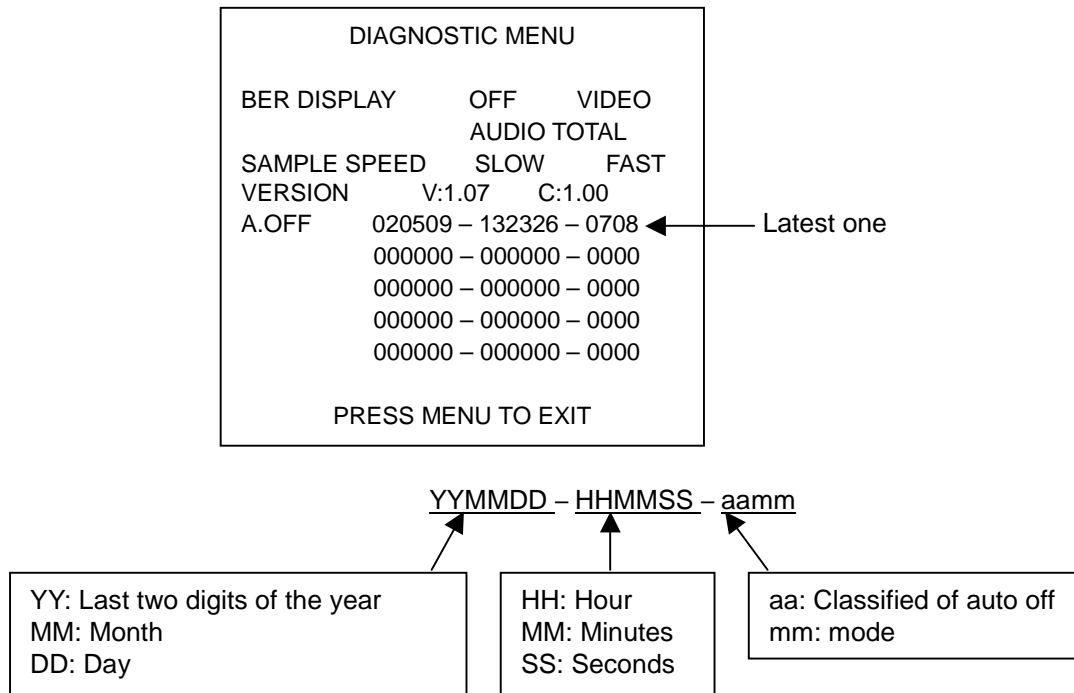 DIAGNOSTIC MENU
BER DISPLAY OFF VIDEO
AUDIO TOTAL
SAMPLE SPEED SLOW FAST
VERSION V:1.07 C:1.00
A.OFF 020509 – 132326 – 0708 Latest one
000000 – 000000 – 0000
000000 – 000000 – 0000
000000 – 000000 – 0000
000000 – 000000 – 0000
PRESS MENU TO EXIT
YYMMDD – HHMMSS – aamm
YY: Last two digits of the year
MM: Month
DD: Day
HH: Hour
MM: Minutes
SS: Seconds
aa: Classified of auto off
mm: mode